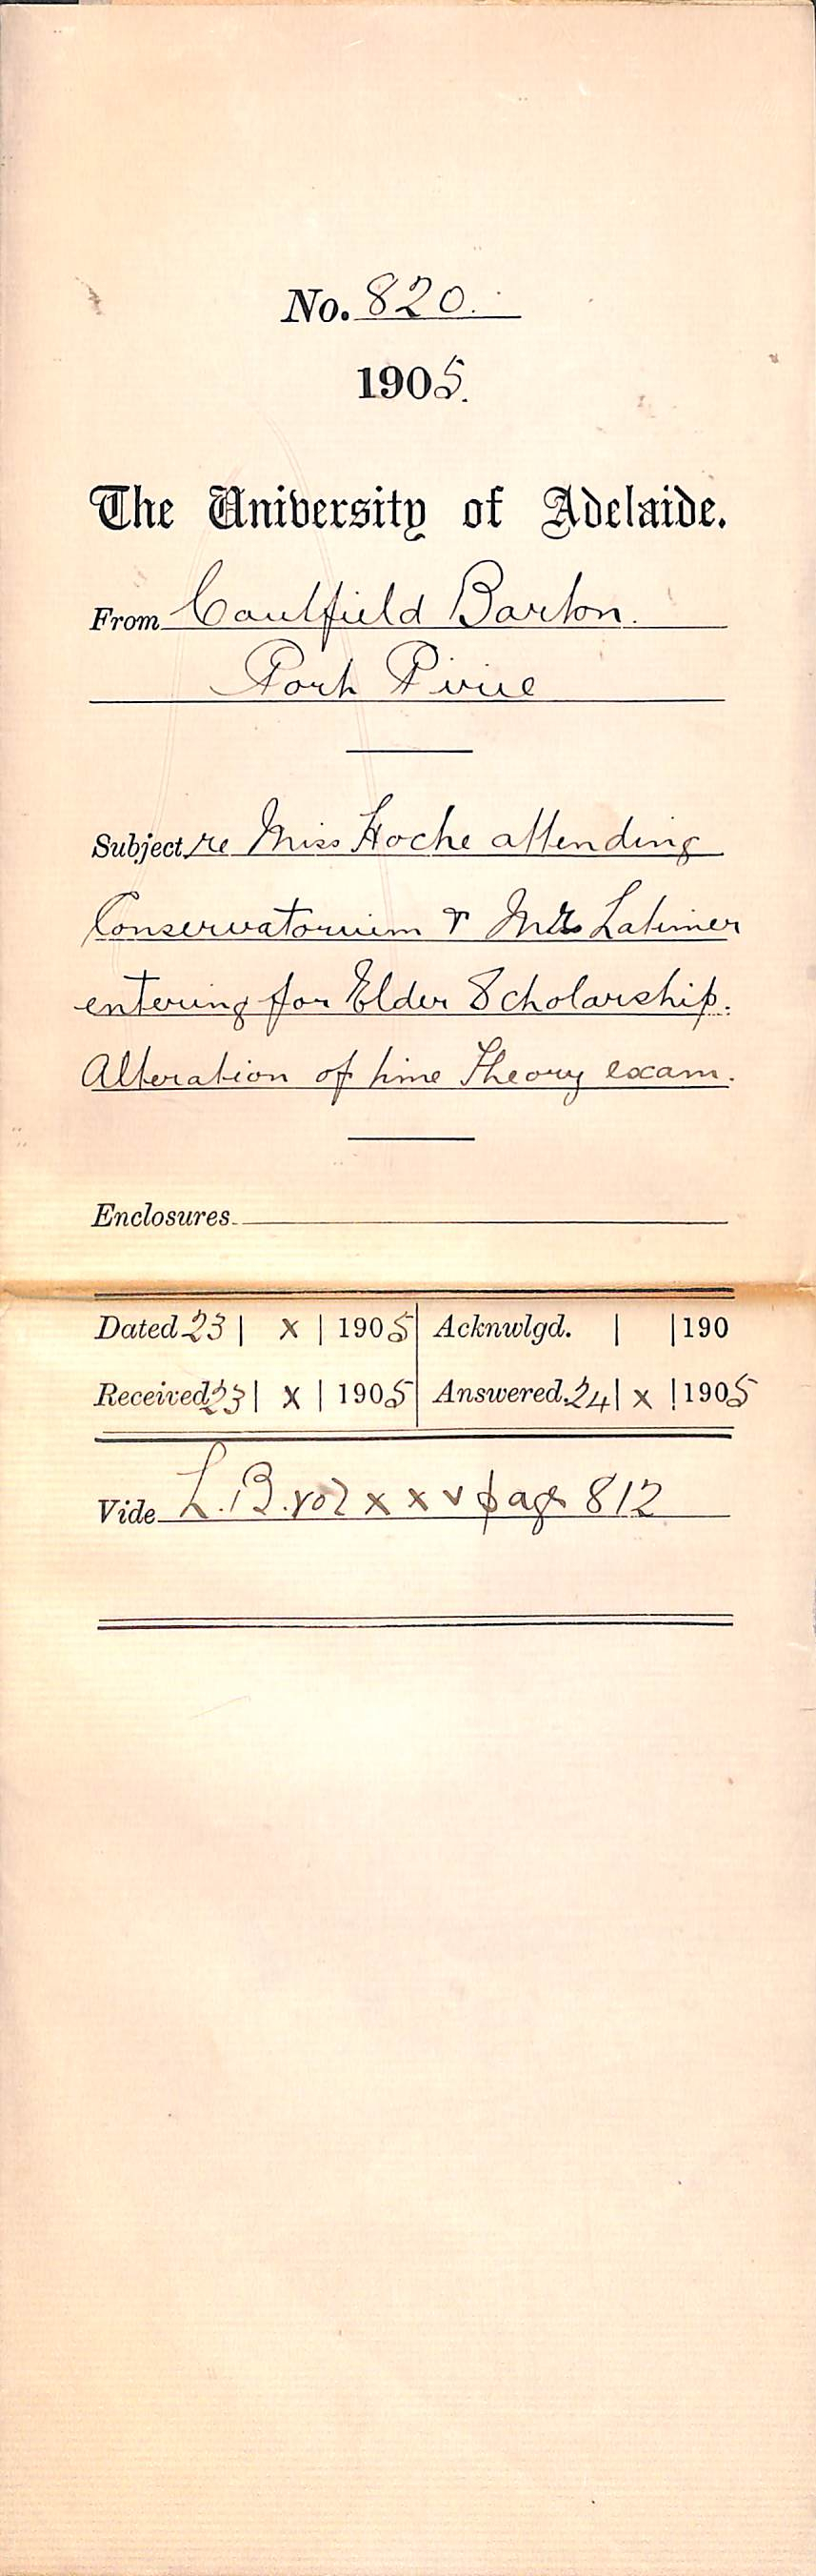 No. 820.
1905.
The University of Adelaide.
From Caulfield Barton.
Port Pirie
Subject re Miss Hoche attending
Conservatorium & Mr Latimer
entering for Elder Scholarship.
Alteration of time Theory exam.
Enclosures
Dated 23 | X | 1905 | Acknwlgd. | | 190
Received 23 | X | 1905 | Answered 24 | X | 1905
Vide L.B. vol xxv page 812